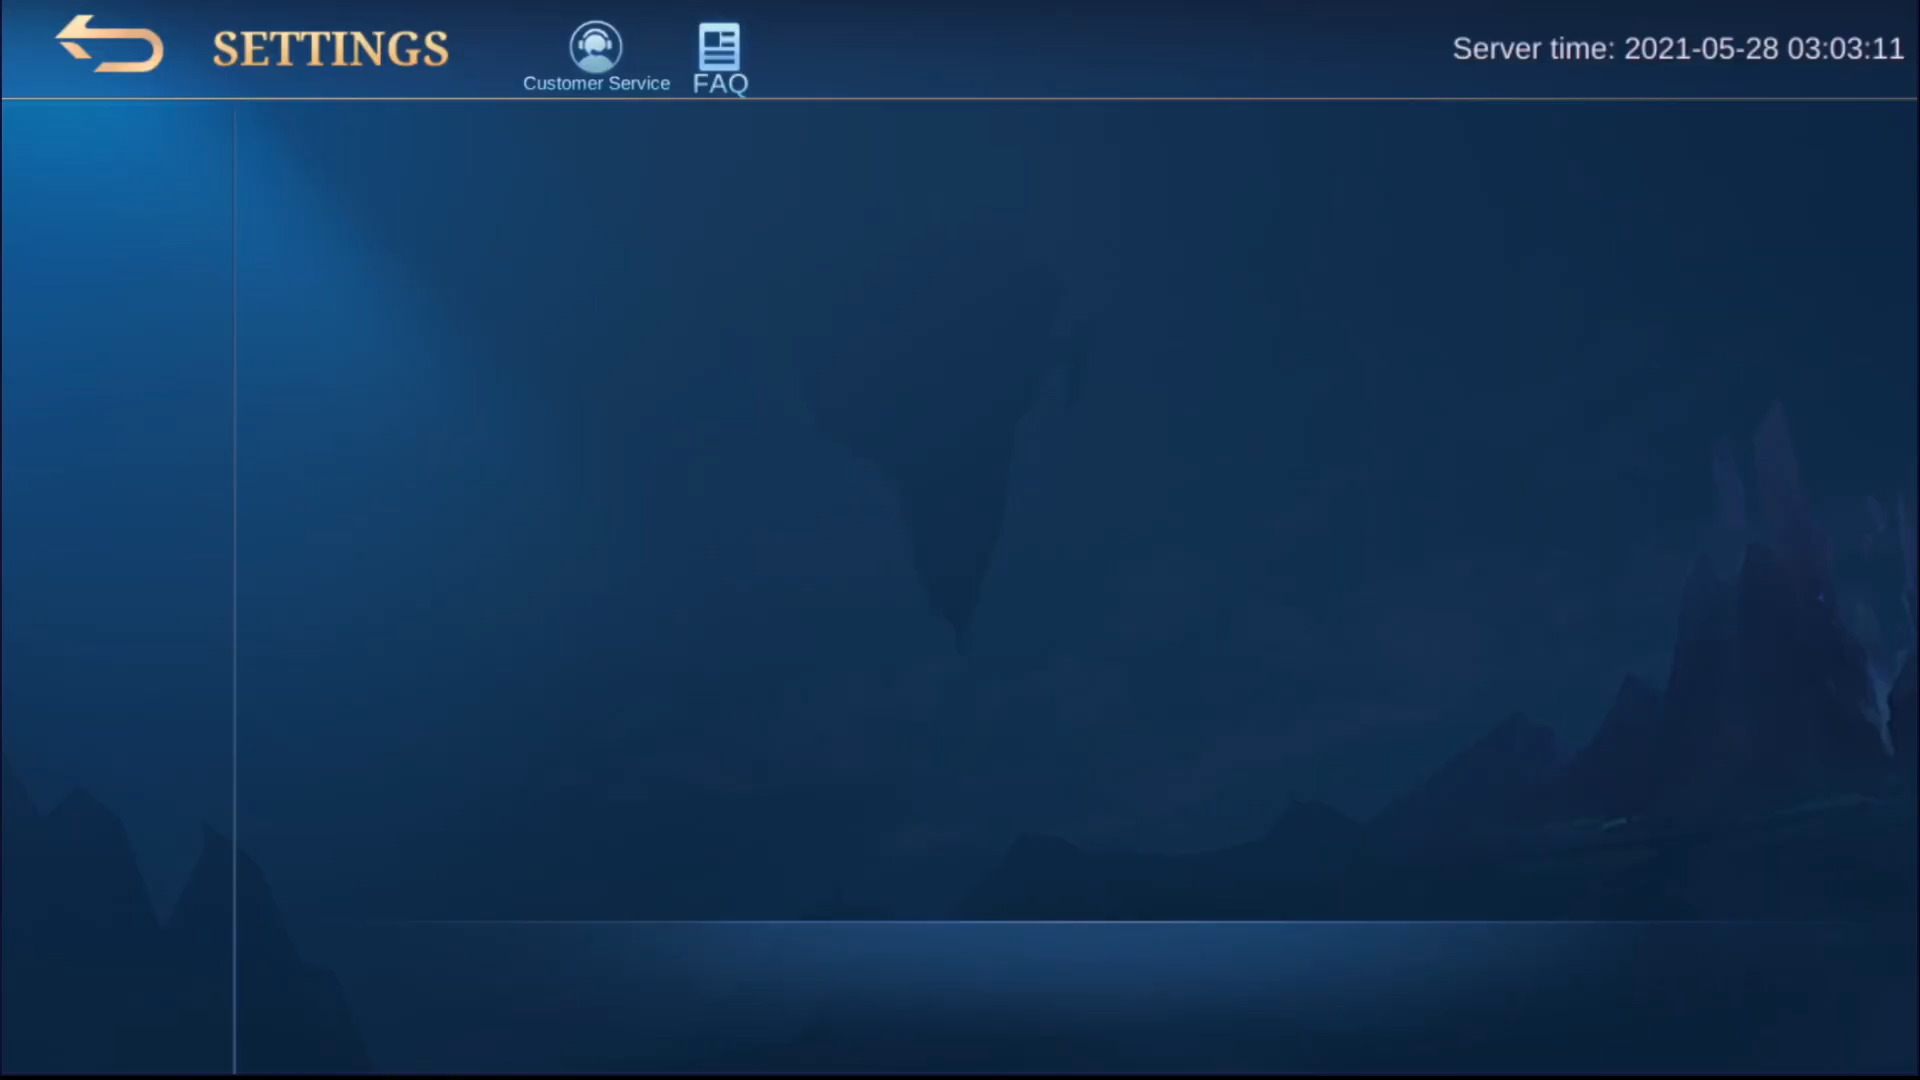 SETTINGS
Customer Service
FAQ
Server time: 2021-05-28 03:03:11